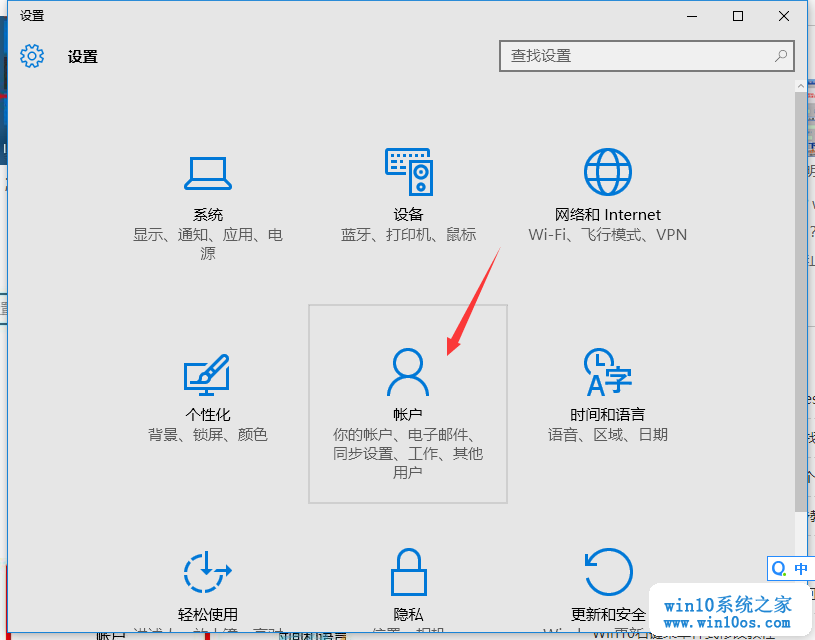 设置
设置
查找设置
系统
显示、通知、应用、电
源
设备
蓝牙、打印机、鼠标
网络和 Internet
Wi-Fi、飞行模式、VPN
个性化
背景、锁屏、颜色
帐户
你的帐户、电子邮件、
同步设置、工作、其他
用户
时间和语言
语音、区域、日期
轻松使用
隐私
更新和安全
中
win10系统之家
www.win10os.com